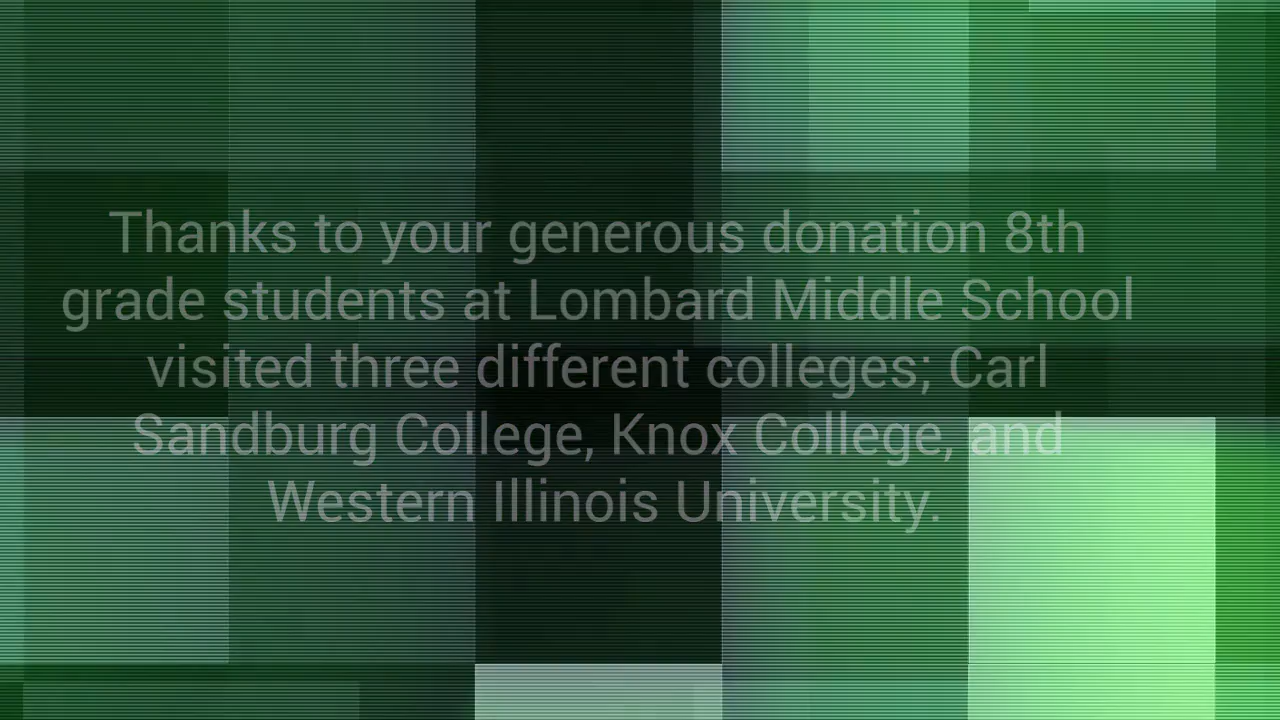 Thanks to your generous donation 8th
grade students at Lombard Middle School
visited three different colleges; Carl
Sandburg College, Knox College, and
Western Illinois University.